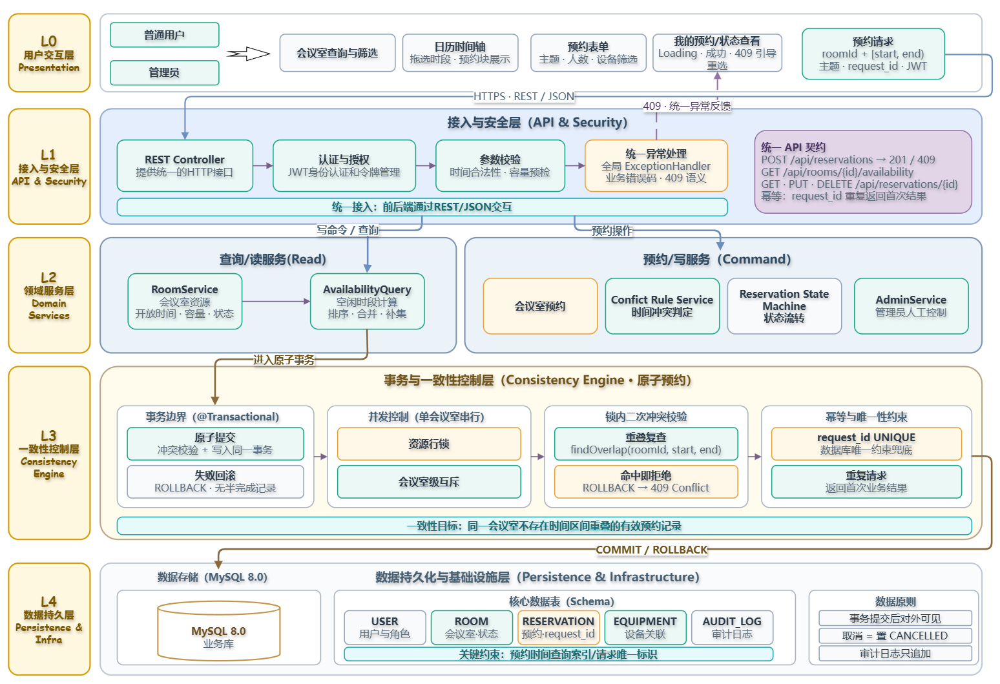 L0
用户交互层
Presentation
普通用户
管理员
会议室查询与筛选
日历时间轴
拖选时段 · 预约块展示
预约表单
主题 · 人数 · 设备筛选
我的预约/状态查看
Loading · 成功 · 409 引导
重选
预约请求
roomId + [start, end)
主题 · request_id · JWT
HTTPS · REST / JSON
409 · 统一异常反馈
L1
接入与安全层
API & Security
接入与安全层（API & Security）
REST Controller
提供统一的HTTP接口
认证与授权
JWT身份认证和令牌管理
参数校验
时间合法性 · 容量预检
统一异常处理
全局 ExceptionHandler
业务错误码 · 409 语义
统一 API 契约
POST /api/reservations → 201 / 409
GET /api/rooms/{id}/availability
GET · PUT · DELETE /api/reservations/{id}
幂等：request_id 重复返回首次结果
统一接入：前后端通过REST/JSON交互
写命令 / 查询
预约操作
L2
领域服务层
Domain
Services
查询/读服务(Read)
RoomService
会议室资源
开放时间 · 容量 · 状态
AvailabilityQuery
空闲时段计算
排序 · 合并 · 补集
预约/写服务（Command）
会议室预约
Confict Rule Service
时间冲突判定
Reservation State
Machine
状态流转
AdminService
管理员人工控制
进入原子事务
L3
一致性控制层
Consistency
Engine
事务与一致性控制层（Consistency Engine · 原子预约）
事务边界（@Transactional）
原子提交
冲突校验 + 写入同一事务
失败回滚
ROLLBACK · 无半完成记录
并发控制（单会议室串行）
资源行锁
会议室级互斥
锁内二次冲突校验
重叠复查
findOverlap(roomId, start, end)
命中即拒绝
ROLLBACK → 409 Conflict
幂等与唯一性约束
request_id UNIQUE
数据库唯一约束兜底
重复请求
返回首次业务结果
一致性目标：同一会议室不存在时间区间重叠的有效预约记录
COMMIT / ROLLBACK
L4
数据持久层
Persistence &
Infra
数据存储（MySQL 8.0）
MySQL 8.0
业务库
数据持久化与基础设施层（Persistence & Infrastructure）
核心数据表（Schema）
USER
用户与角色
ROOM
会议室·状态
RESERVATION
预约·request_id
EQUIPMENT
设备关联
AUDIT_LOG
审计日志
关键约束：预约时间查询索引/请求唯一标识
数据原则
事务提交后对外可见
取消 = 置 CANCELLED
审计日志只追加